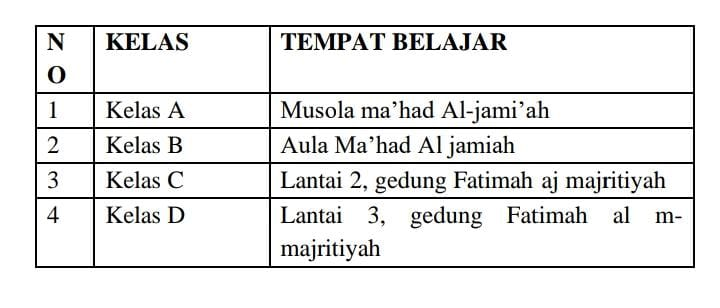 N KELAS TEMPAT BELAJAR
O
1 Kelas A Musola ma’had Al-jami’ah
2 Kelas B Aula Ma’had Al jamiah
3 Kelas C Lantai 2, gedung Fatimah aj majritiyah
4 Kelas D Lantai 3, gedung Fatimah al m-
majritiyah